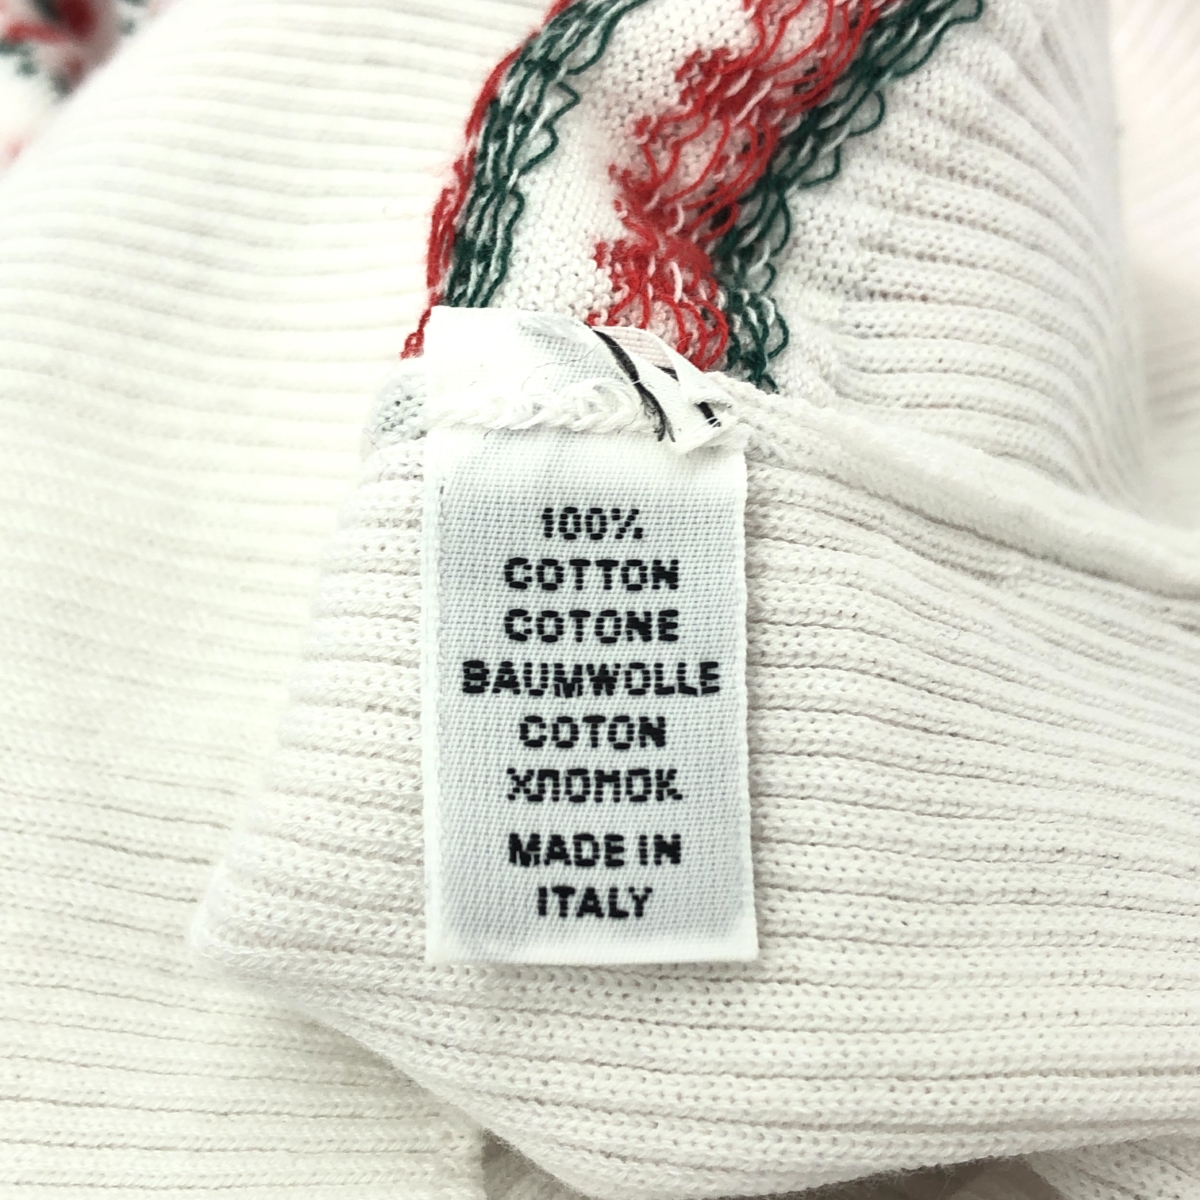 100%
COTTON
COTONE
BAUMWOLLE
COTON
ХЛОПОК
MADE IN
ITALY